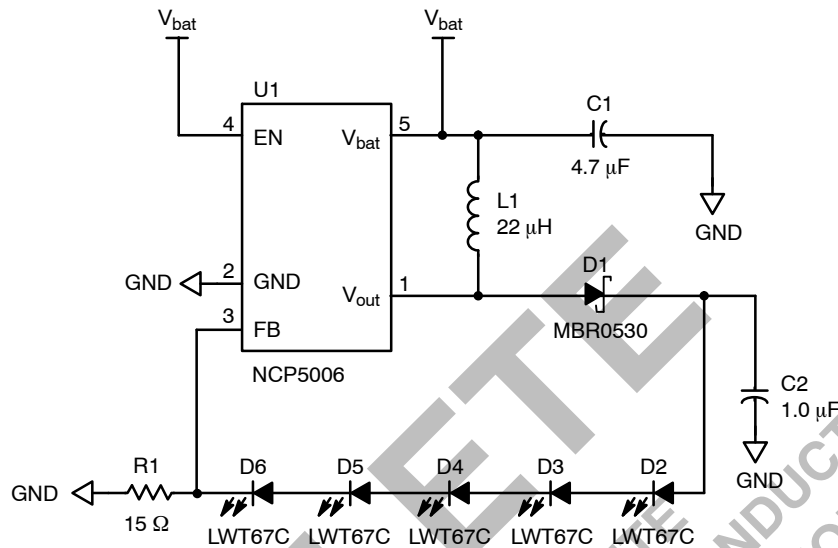 Vbat
Vbat
U1
C1
4
EN
Vbat
5
4.7 μF
L1
22 μH
GND
GND
2
GND
D1
Vout
1
3
FB
MBR0530
NCP5006
C2
1.0 μF
GND
R1
D6
D5
D4
D3
D2
GND
15 Ω
LWT67C
LWT67C
LWT67C
LWT67C
LWT67C